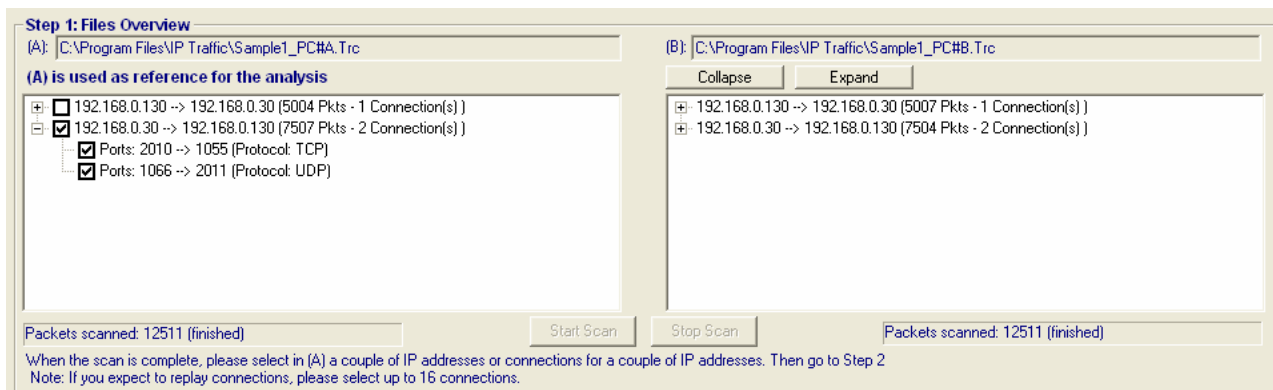 Step 1: Files Overview
(A): C:\Program Files\IP Traffic\Sample1_PC#A.Trc
(B): C:\Program Files\IP Traffic\Sample1_PC#B.Trc
(A) is used as reference for the analysis
Collapse
Expand
192.168.0.130 --> 192.168.0.30 (5004 Pkts - 1 Connection(s) )
192.168.0.30 --> 192.168.0.130 (7507 Pkts - 2 Connection(s) )
Ports: 2010 --> 1055 (Protocol: TCP)
Ports: 1066 --> 2011 (Protocol: UDP)
192.168.0.130 --> 192.168.0.30 (5007 Pkts - 1 Connection(s) )
192.168.0.30 --> 192.168.0.130 (7504 Pkts - 2 Connection(s) )
Packets scanned: 12511 (finished)
Start Scan
Stop Scan
Packets scanned: 12511 (finished)
When the scan is complete, please select in (A) a couple of IP addresses or connections for a couple of IP addresses. Then go to Step 2
Note: If you expect to replay connections, please select up to 16 connections.